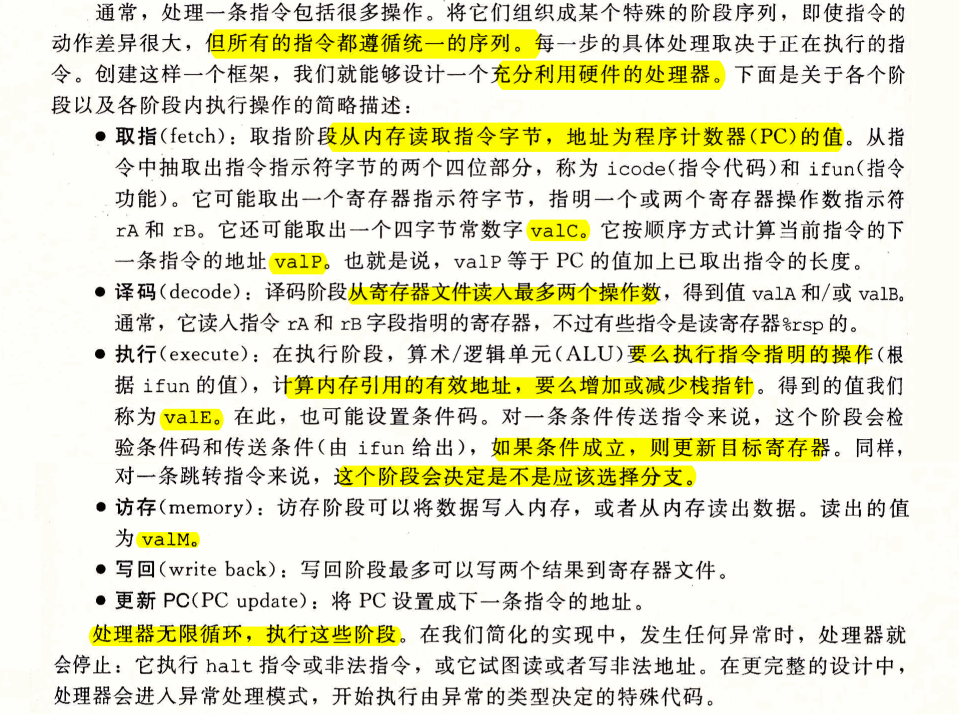 通常，处理一条指令包括很多操作。将它们组织成某个特殊的阶段序列，即使指令的
动作差异很大，但所有的指令都遵循统一的序列。每一步的具体处理取决于正在执行的指
令。创建这样一个框架，我们就能够设计一个充分利用硬件的处理器。下面是关于各个阶
段以及各阶段内执行操作的简略描述：
● 取指(fetch)：取指阶段从内存读取指令字节，地址为程序计数器(PC)的值。从指
令中抽取出指令指示符字节的两个四位部分，称为 icode(指令代码)和 ifun(指令
功能)。它可能取出一个寄存器指示符字节，指明一个或两个寄存器操作数指示符
rA 和 rB。它还可能取出一个四字节常数字 valC。它按顺序方式计算当前指令的下
一条指令的地址 valP。也就是说，valP 等于 PC 的值加上已取出指令的长度。
● 译码(decode)：译码阶段从寄存器文件读入最多两个操作数，得到值 valA 和/或 valB。
通常，它读入指令 rA 和 rB 字段指明的寄存器，不过有些指令是读寄存器%rsp 的。
● 执行(execute)：在执行阶段，算术/逻辑单元(ALU)要么执行指令指明的操作(根
据 ifun 的值)，计算内存引用的有效地址，要么增加或减少栈指针。得到的值我们
称为 valE。在此，也可能设置条件码。对一条条件传送指令来说，这个阶段会检
验条件码和传送条件(由 ifun 给出)，如果条件成立，则更新目标寄存器。同样，
对一条跳转指令来说，这个阶段会决定是不是应该选择分支。
● 访存(memory)：访存阶段可以将数据写入内存，或者从内存读出数据。读出的值
为 valM。
● 写回(write back)：写回阶段最多可以写两个结果到寄存器文件。
● 更新 PC(PC update)：将 PC 设置成下一条指令的地址。
处理器无限循环，执行这些阶段。在我们简化的实现中，发生任何异常时，处理器就
会停止：它执行 halt 指令或非法指令，或它试图读或者写非法地址。在更完整的设计中，
处理器会进入异常处理模式，开始执行由异常的类型决定的特殊代码。